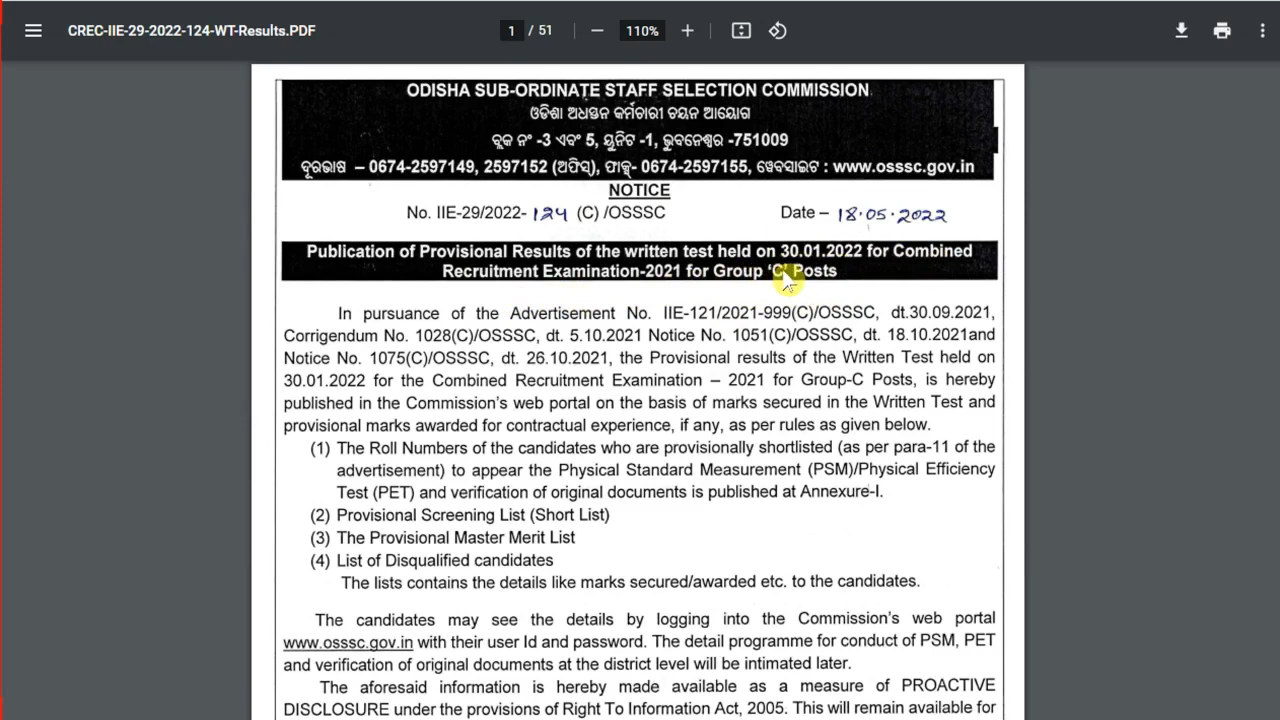 CREC-IIE-29-2022-124-WT-Results.PDF 1 / 51 110%
ODISHA SUB-ORDINATE STAFF SELECTION COMMISSION
ଓଡିଶା ଅଧସ୍ତନ କର୍ମଚାରୀ ଚୟନ ଆୟୋଗ
ବ୍ଲକ ନଂ -3 ଏବଂ 5, ୟୁନିଟ -1, ଭୁବନେଶ୍ୱର -751009
ଦୂରଭାଷ – 0674-2597149, 2597152 (ଅଫିସ୍), ଫାକ୍ସ- 0674-2597155, ୱେବସାଇଟ : www.osssc.gov.in
NOTICE
No. IIE-29/2022- 124 (C) /OSSSC Date – 18.05.2022
Publication of Provisional Results of the written test held on 30.01.2022 for Combined
Recruitment Examination-2021 for Group ‘C’ Posts
In pursuance of the Advertisement No. IIE-121/2021-999(C)/OSSSC, dt.30.09.2021,
Corrigendum No. 1028(C)/OSSSC, dt. 5.10.2021 Notice No. 1051(C)/OSSSC, dt. 18.10.2021and
Notice No. 1075(C)/OSSSC, dt. 26.10.2021, the Provisional results of the Written Test held on
30.01.2022 for the Combined Recruitment Examination – 2021 for Group-C Posts, is hereby
published in the Commission’s web portal on the basis of marks secured in the Written Test and
provisional marks awarded for contractual experience, if any, as per rules as given below.
(1) The Roll Numbers of the candidates who are provisionally shortlisted (as per para-11 of the
advertisement) to appear the Physical Standard Measurement (PSM)/Physical Efficiency
Test (PET) and verification of original documents is published at Annexure-I.
(2) Provisional Screening List (Short List)
(3) The Provisional Master Merit List
(4) List of Disqualified candidates
The lists contains the details like marks secured/awarded etc. to the candidates.
The candidates may see the details by logging into the Commission’s web portal
www.osssc.gov.in with their user Id and password. The detail programme for conduct of PSM, PET
and verification of original documents at the district level will be intimated later.
The aforesaid information is hereby made available as a measure of PROACTIVE
DISCLOSURE under the provisions of Right To Information Act, 2005. This will remain available for